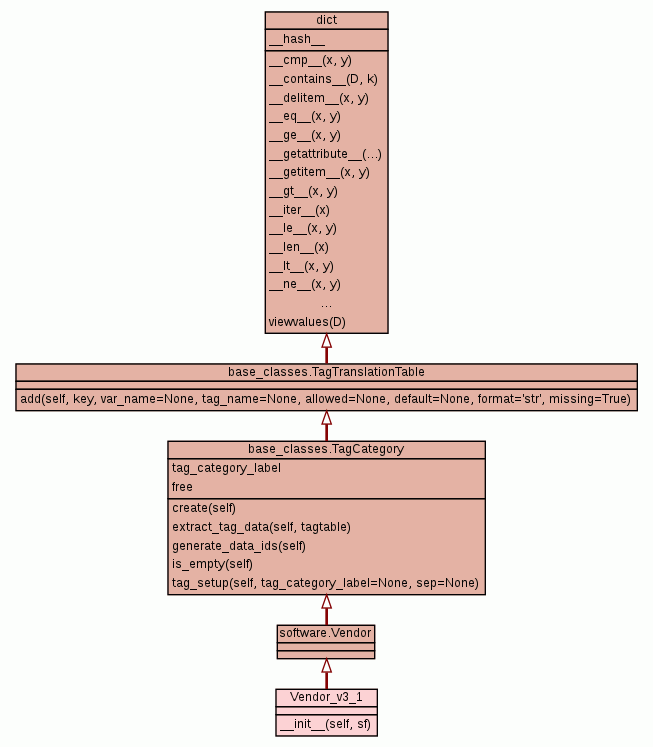 dict
__hash__
__cmp__(x, y)
__contains__(D, k)
__delitem__(x, y)
__eq__(x, y)
__ge__(x, y)
__getattribute__(...)
__getitem__(x, y)
__gt__(x, y)
__iter__(x)
__le__(x, y)
__len__(x)
__lt__(x, y)
__ne__(x, y)
...
viewvalues(D)
base_classes.TagTranslationTable
add(self, key, var_name=None, tag_name=None, allowed=None, default=None, format='str', missing=True)
base_classes.TagCategory
tag_category_label
free
create(self)
extract_tag_data(self, tagtable)
generate_data_ids(self)
is_empty(self)
tag_setup(self, tag_category_label=None, sep=None)
software.Vendor
Vendor_v3_1
__init__(self, sf)